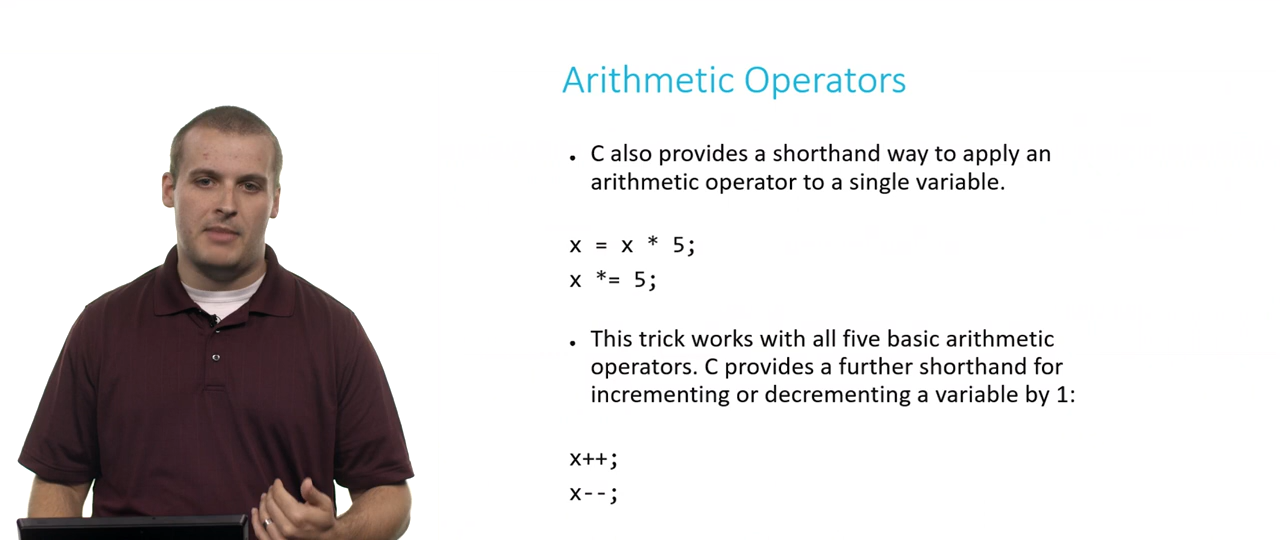 Arithmetic Operators
• C also provides a shorthand way to apply an
arithmetic operator to a single variable.
x = x * 5;
x *= 5;
• This trick works with all five basic arithmetic
operators. C provides a further shorthand for
incrementing or decrementing a variable by 1:
x++;
x--;